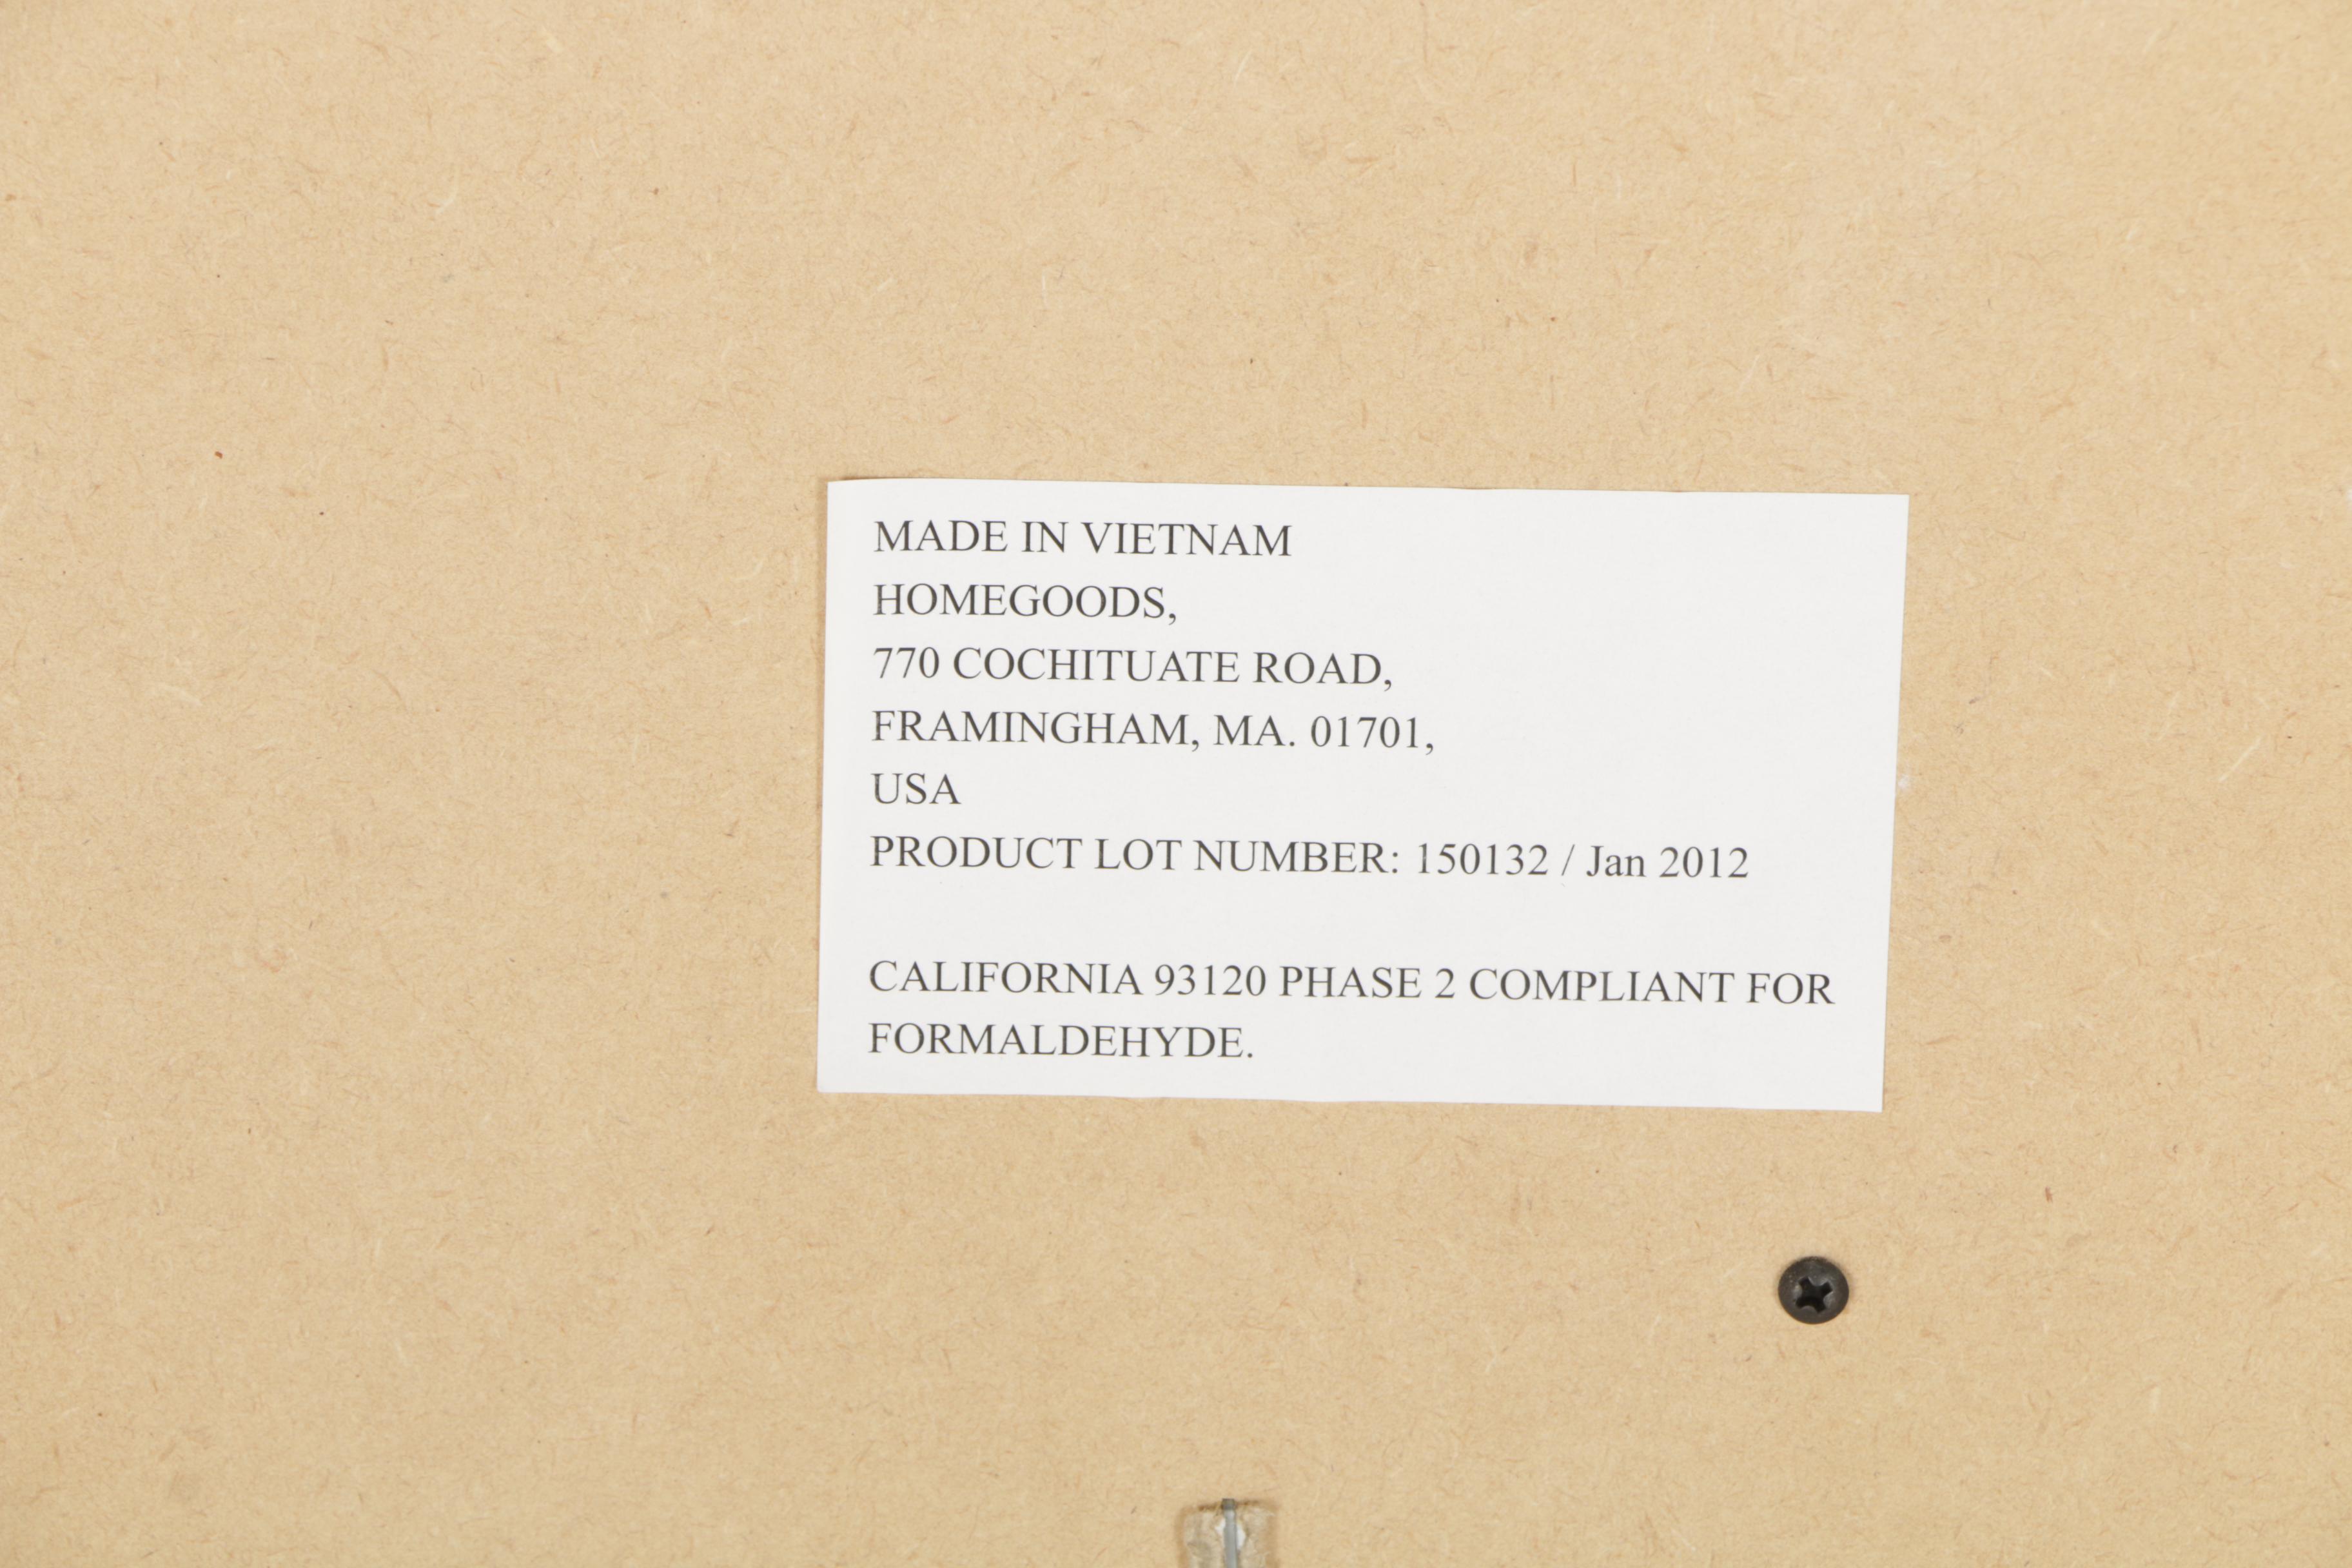 MADE IN VIETNAM
HOMEGOODS,
770 COCHITUATE ROAD,
FRAMINGHAM, MA. 01701,
USA
PRODUCT LOT NUMBER: 150132 / Jan 2012
CALIFORNIA 93120 PHASE 2 COMPLIANT FOR
FORMALDEHYDE.